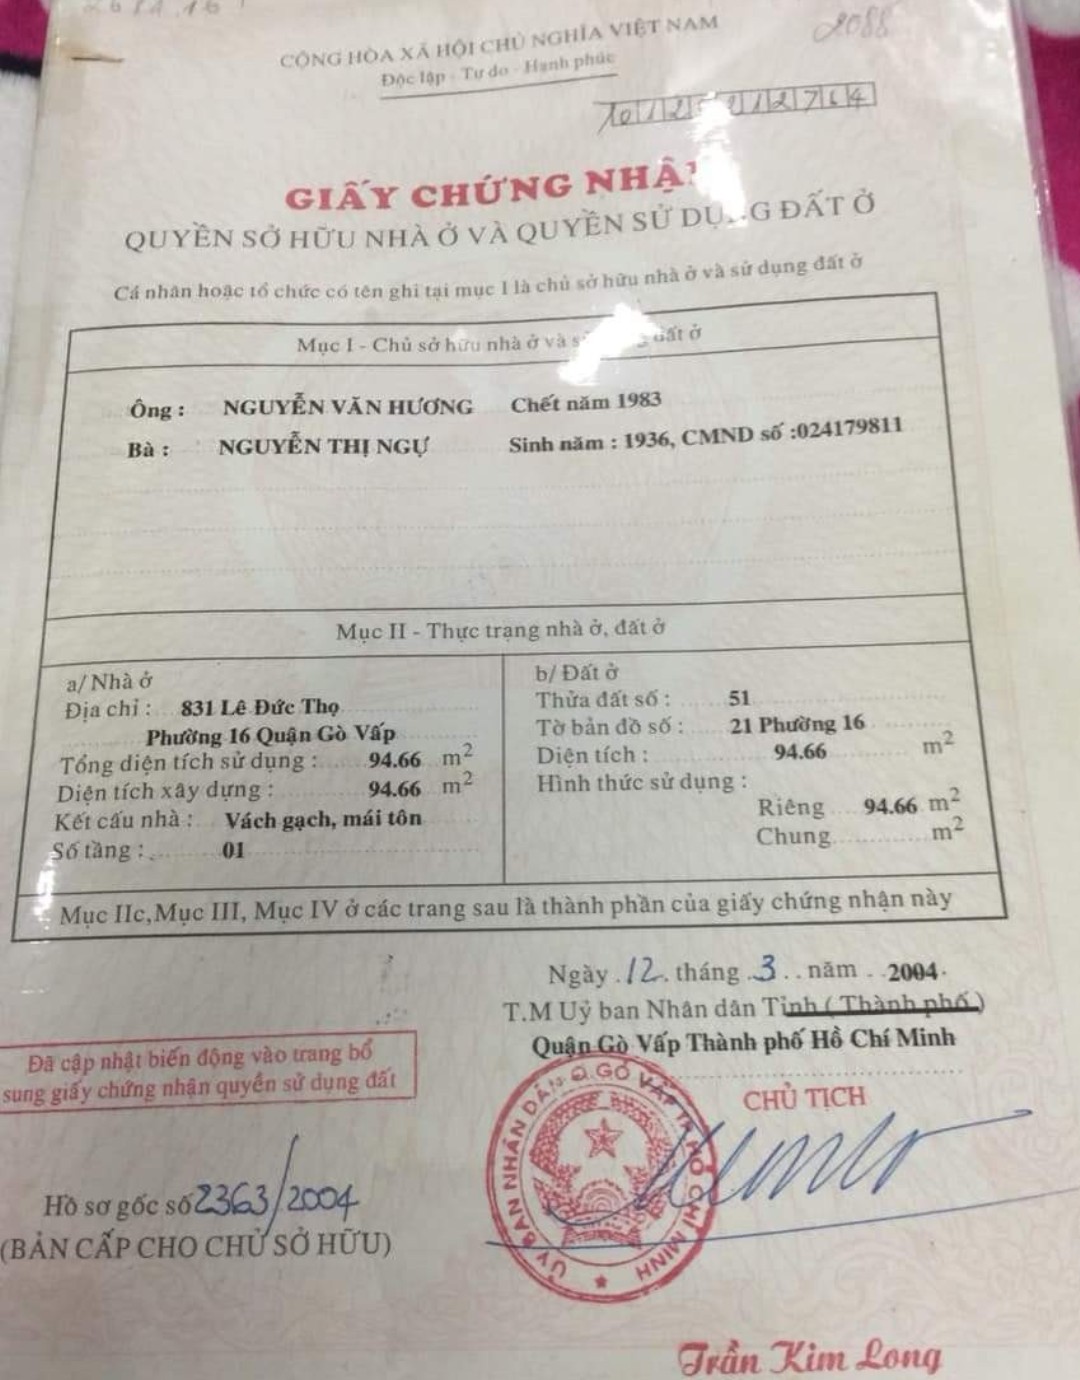 CỘNG HÒA XÃ HỘI CHỦ NGHĨA VIỆT NAM
2088
Độc lập - Tự do - Hạnh phúc
GIẤY CHỨNG NHẬ
QUYỀN SỞ HỮU NHÀ Ở VÀ QUYỀN SỬ DỤ G ĐẤT Ở
Cá nhân hoặc tổ chức có tên ghi tại mục I là chủ sở hữu nhà ở và sử dụng đất ở
Mục I - Chủ sở hữu nhà ở và đất ở
Ông : NGUYỄN VĂN HƯƠNG Chết năm 1983
Bà : NGUYỄN THỊ NGỰ Sinh năm : 1936, CMND số :024179811
Mục II - Thực trạng nhà ở, đất ở
a/ Nhà ở
Địa chỉ : 831 Lê Đức Thọ
Phường 16 Quận Gò Vấp
Tổng diện tích sử dụng : 94.66 m2
Diện tích xây dựng : 94.66 m2
Kết cấu nhà : Vách gạch, mái tôn
Số tầng : 01
b/ Đất ở
Thửa đất số : 51
Tờ bản đồ số : 21 Phường 16
Diện tích : 94.66 m2
Hình thức sử dụng :
Riêng 94.66 m2
Chung m2
Mục IIc,Mục III, Mục IV ở các trang sau là thành phần của giấy chứng nhận này
Ngày 12 tháng 3 năm 2004
T.M Uỷ ban Nhân dân Tỉnh ( Thành phố )
Quận Gò Vấp Thành phố Hồ Chí Minh
CHỦ TỊCH
Đã cập nhật biến động vào trang bổ
sung giấy chứng nhận quyền sử dụng đất
Hồ sơ gốc số 2363/2004
(BẢN CẤP CHO CHỦ SỞ HỮU)
ỦY BAN NHÂN DÂN Q GÒ VẤP TP HỒ CHÍ MINH
Trần Kim Long